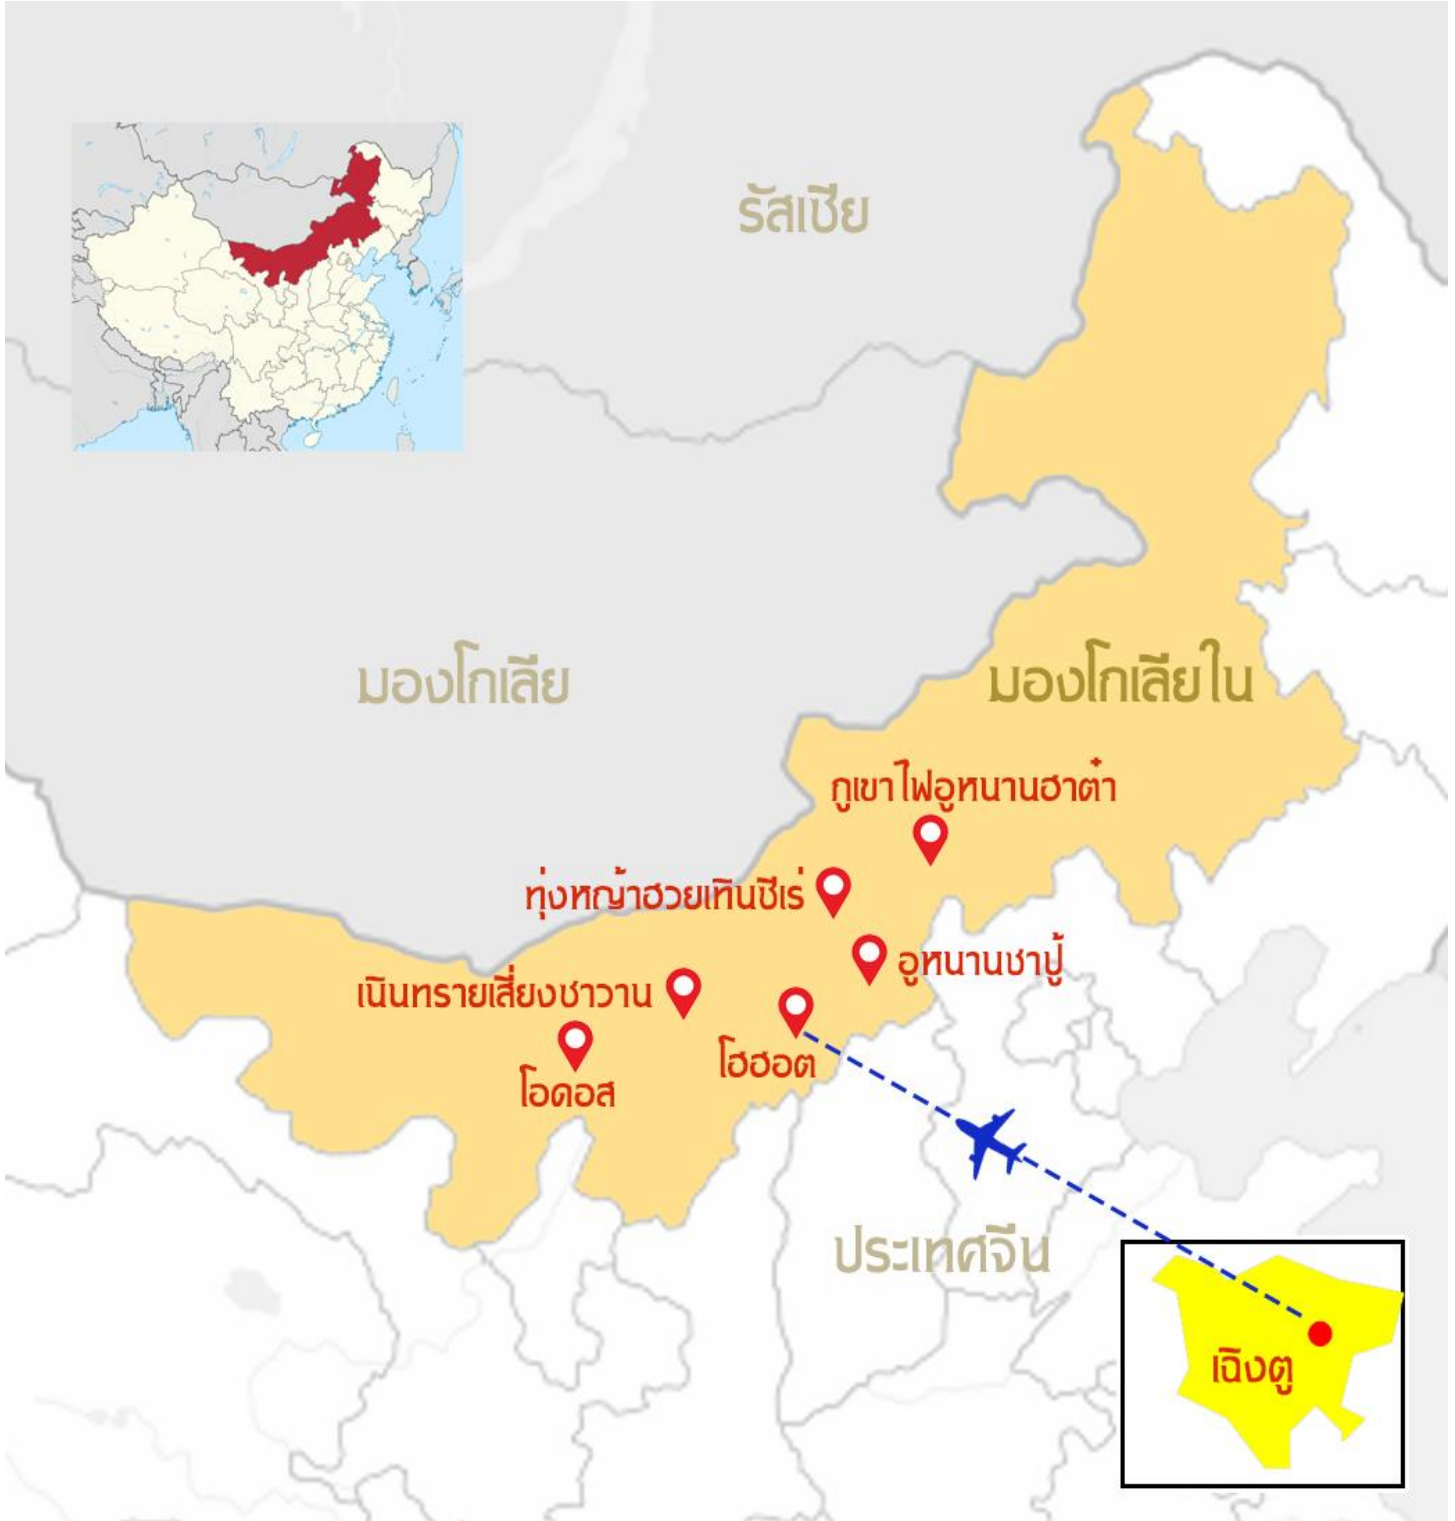 รัสเซีย
มองโกเลีย
มองโกเลียใน
ภูเขาไฟอูหนานฮาต๋า
ทุ่งหญ้าฮวยเทินซีเร่
อูหนานชาปู้
เนินทรายเสี่ยงชาวาน
โฮฮอต
โอดอส
ประเทศจีน
เฉิงตู